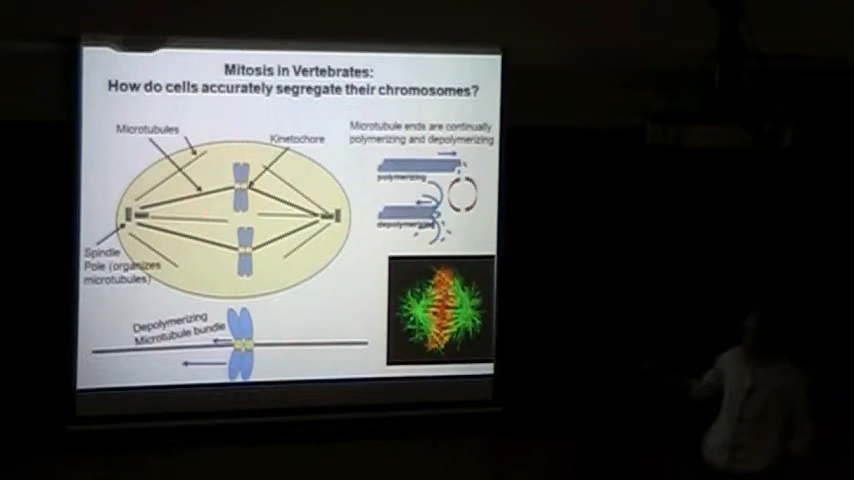 Mitosis in Vertebrates:
How do cells accurately segregate their chromosomes?
Microtubules
Kinetochore
Microtubule ends are continually
polymerizing and depolymerizing
polymerizing
depolymerizing
Spindle
Pole (organizes
microtubules)
Depolymerizing
Microtubule bundle